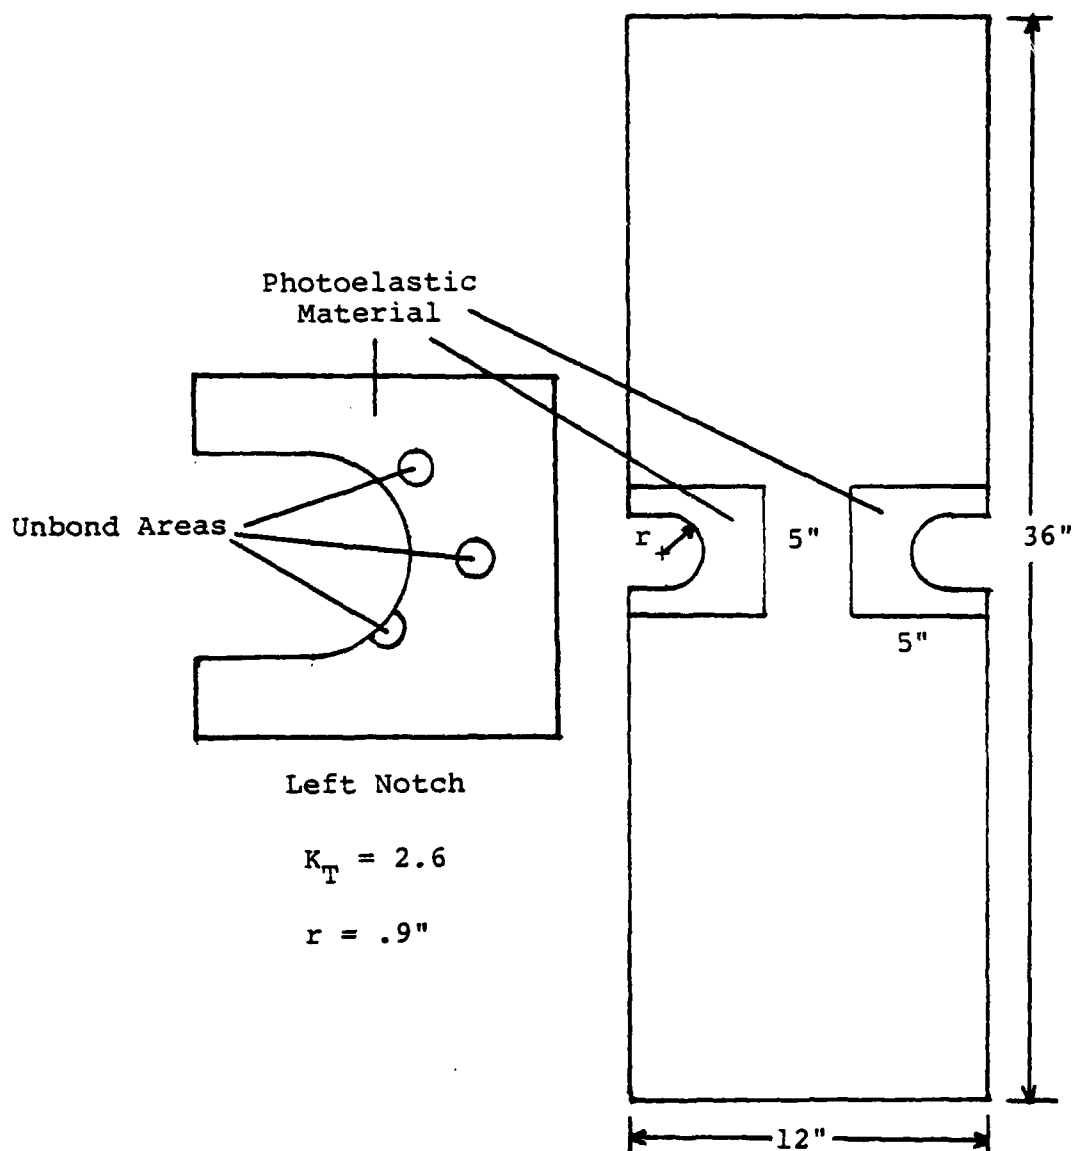 Photoelastic
Material
Unbond Areas
r
5"
36"
5"
Left Notch
K_T = 2.6
r = .9"
12"